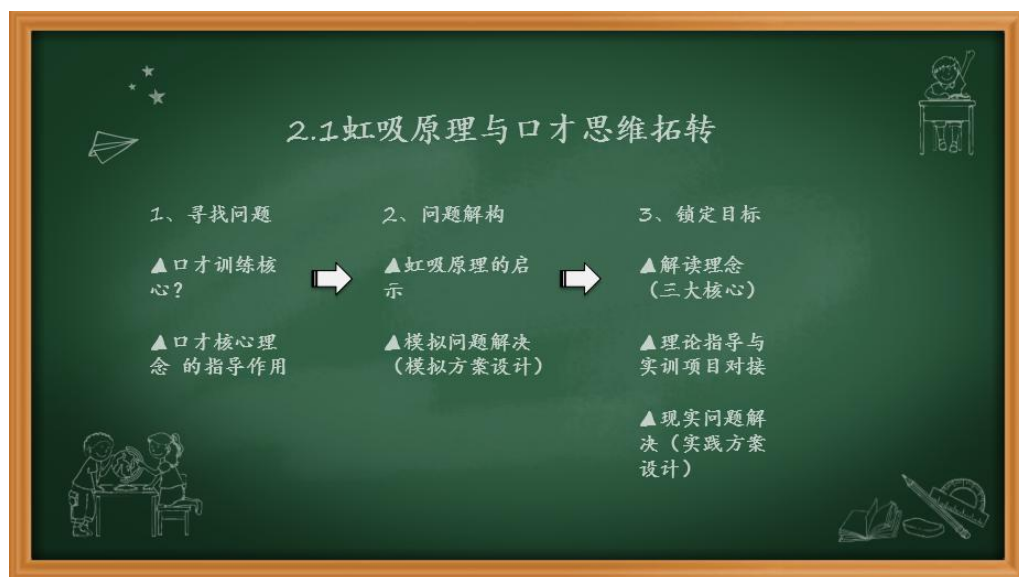 2.1虹吸原理与口才思维拓转
1、寻找问题
▲口才训练核
心?
▲口才核心理
念 的指导作用
2、问题解构
▲虹吸原理的启
示
▲模拟问题解决
（模拟方案设计）
3、锁定目标
▲解读理念
（三大核心）
▲理论指导与
实训项目对接
▲现实问题解
决（实践方案
设计）